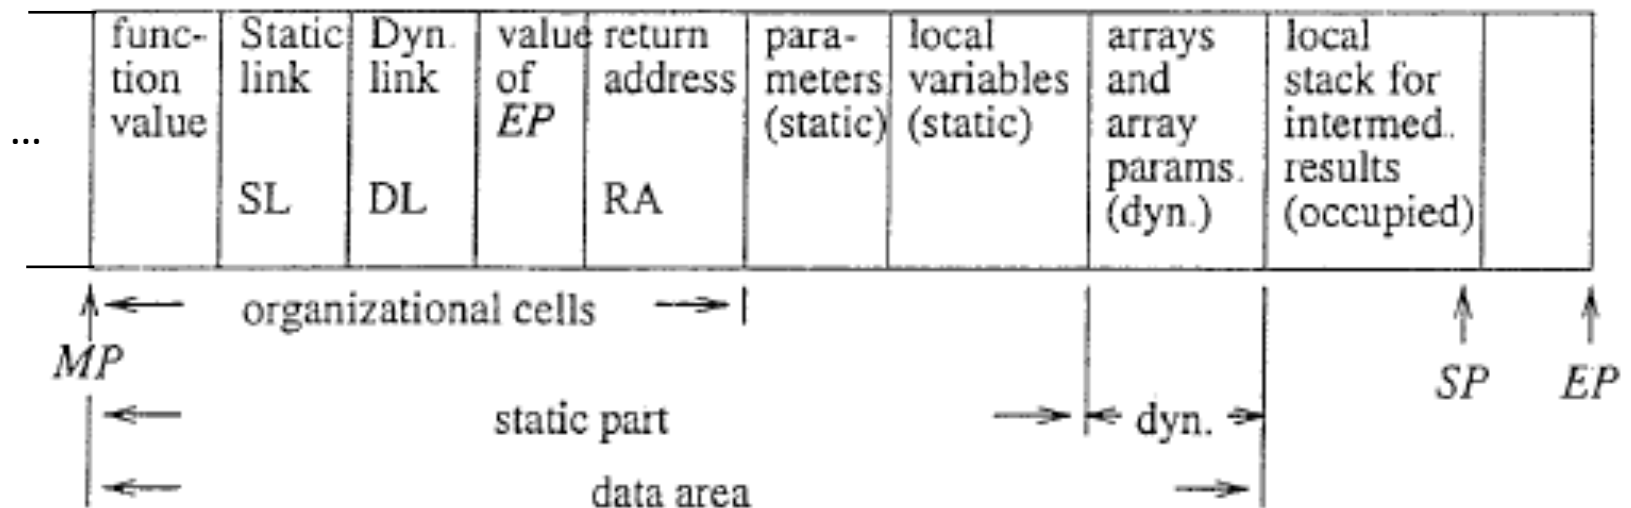 func-
tion
value
Static
link
SL
Dyn.
link
DL
value
of
EP
return
address
RA
para-
meters
(static)
local
variables
(static)
arrays
and
array
params.
(dyn.)
local
stack for
intermed.
results
(occupied)
...
organizational cells
MP
SP
EP
static part
dyn.
data area